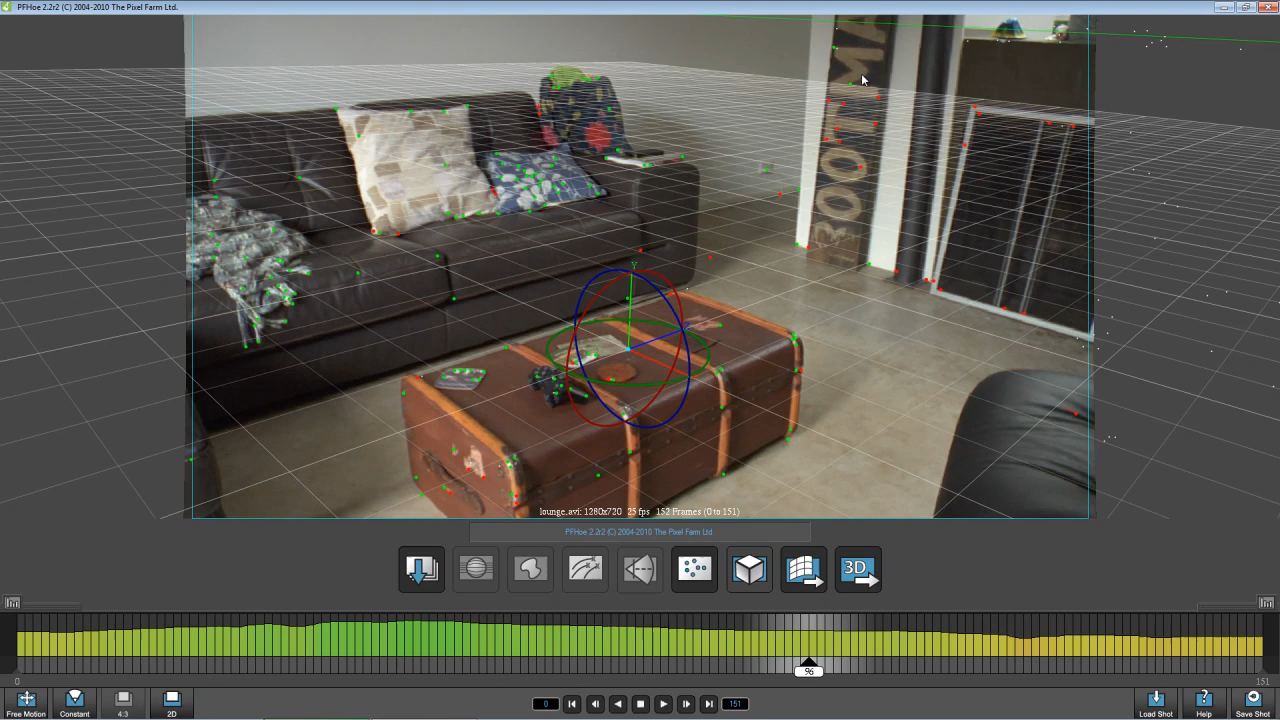 PFHoe 2.2r2 (C) 2004-2010 The Pixel Farm Ltd.
BOOT MA
Y
lounge.avi: 1280x720 25 fps 152 Frames (0 to 151)
PFHoe 2.2r2 (C) 2004-2010 The Pixel Farm Ltd
3D
96
0
151
0
151
Free Motion
Constant
4:3
2D
Load Shot
Help
Save Shot